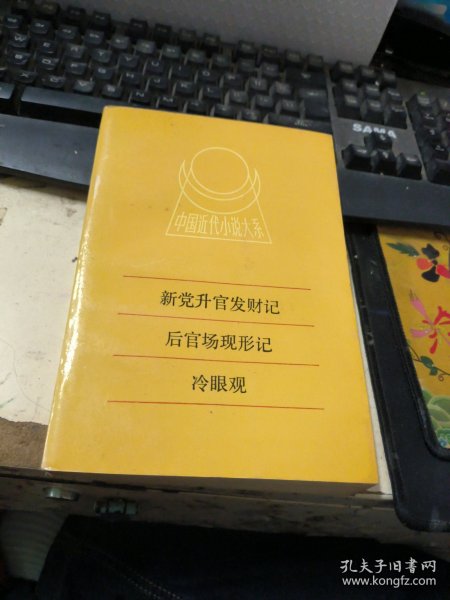 SAMA
中国近代小说大系
新党升官发财记
后官场现形记
冷眼观
孔夫子旧书网
www.kongfz.com